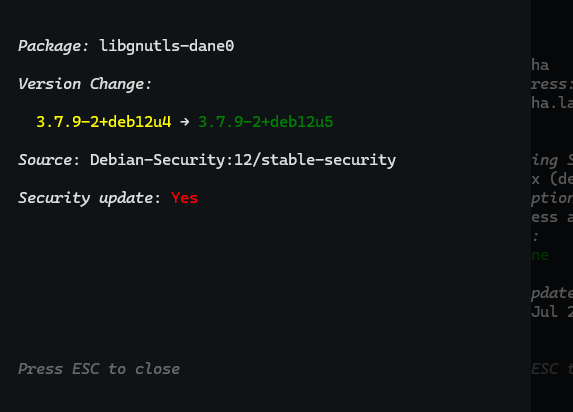 Package: libgnutls-dane0
Version Change:
3.7.9-2+deb12u4 → 3.7.9-2+deb12u5
Source: Debian-Security:12/stable-security
Security update: Yes
Press ESC to close
ha
ress:
ha.la
ing S
x (de
ption
ess a
:
ne
pdate
Jul 2
ESC t